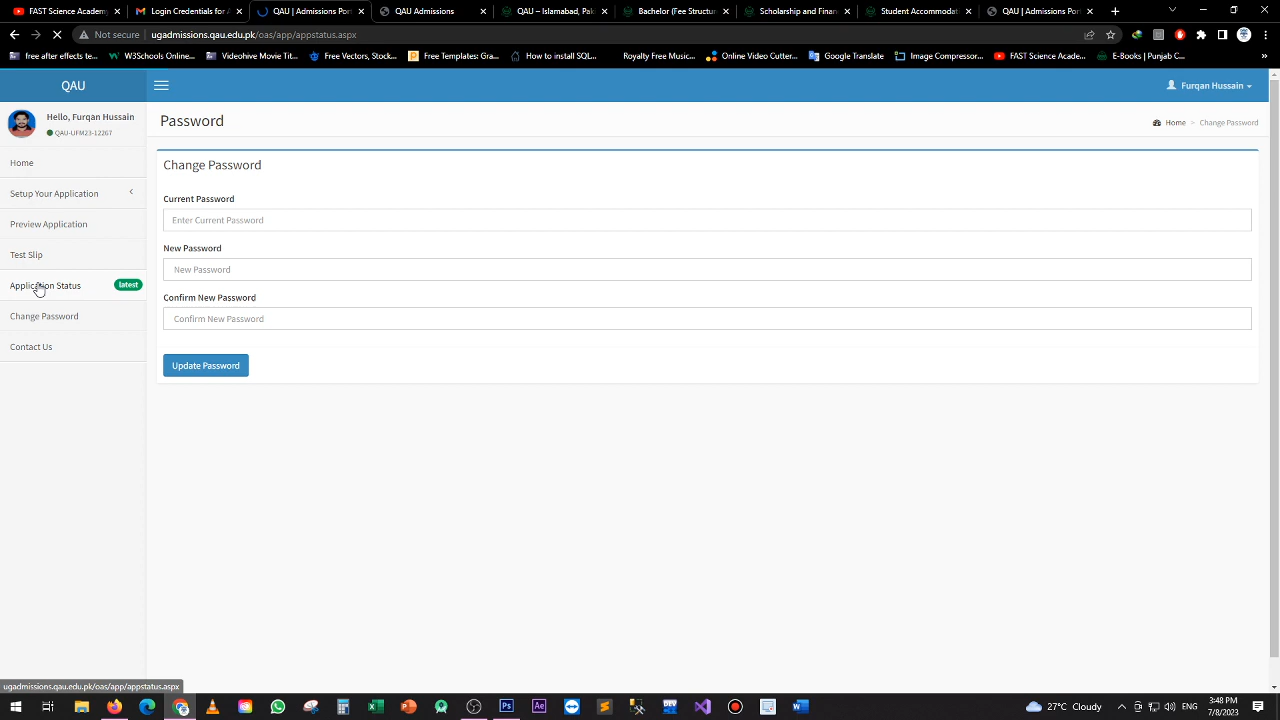 FAST Science Academy
Login Credentials for A
QAU | Admissions Por
QAU Admissions
QAU – Islamabad, Pak
Bachelor (Fee Structur
Scholarship and Finan
Student Accommodat
QAU | Admissions Port
Not secure
ugadmissions.qau.edu.pk/oas/app/appstatus.aspx
free after effects te...
W3Schools Online...
Videohive Movie Tit...
Free Vectors, Stock...
Free Templates: Gra...
How to install SQL...
Royalty Free Music...
Online Video Cutter...
Google Translate
Image Compressor...
FAST Science Acade...
E-Books | Punjab C...
QAU
Furqan Hussain
Hello, Furqan Hussain
QAU-UFM23-12267
Password
Home > Change Password
Home
Setup Your Application
Preview Application
Test Slip
Application Status
latest
Change Password
Contact Us
Change Password
Current Password
Enter Current Password
New Password
New Password
Confirm New Password
Confirm New Password
Update Password
ugadmissions.qau.edu.pk/oas/app/appstatus.aspx
27°C Cloudy
ENG
3:48 PM
7/8/2023